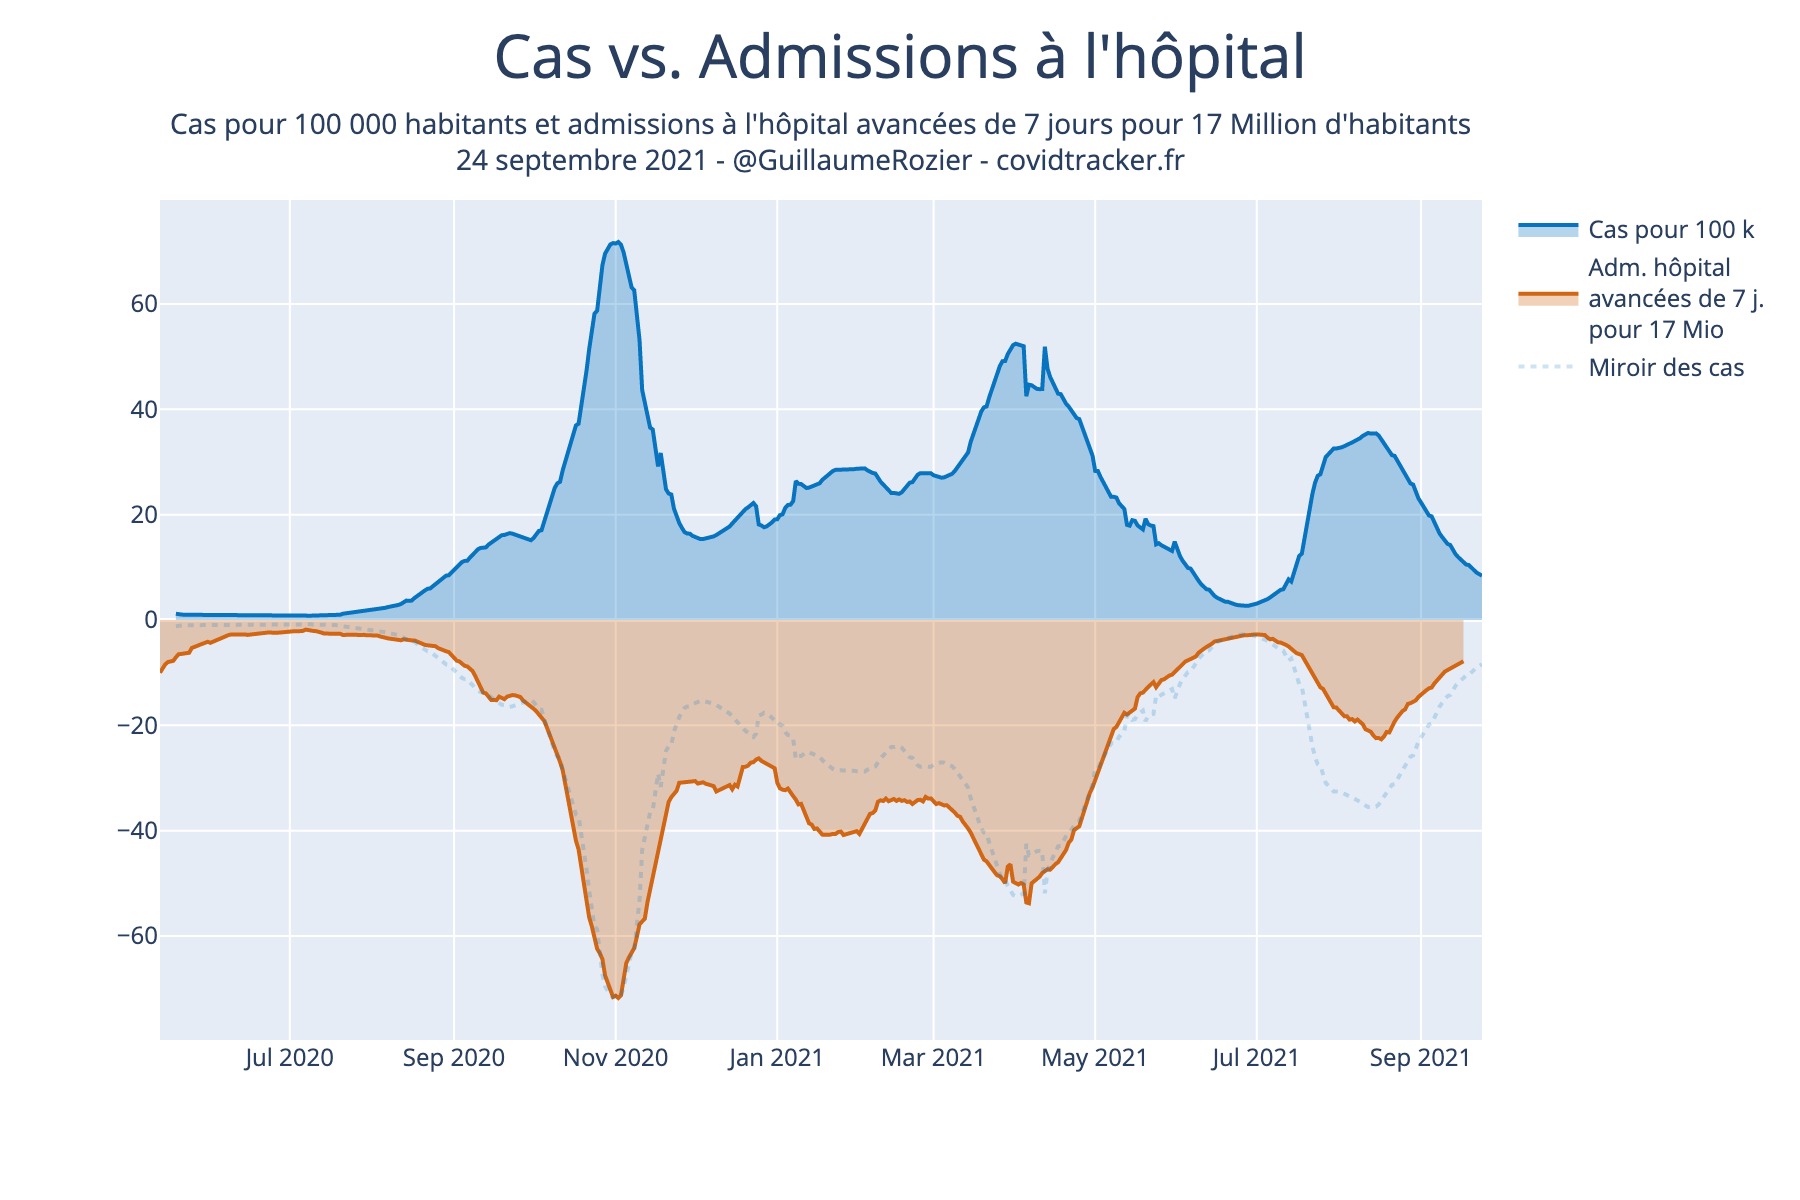 Cas vs. Admissions à l'hôpital
Cas pour 100 000 habitants et admissions à l'hôpital avancées de 7 jours pour 17 Million d'habitants
24 septembre 2021 - @GuillaumeRozier - covidtracker.fr
Cas pour 100 k
Adm. hôpital
avancées de 7 j.
pour 17 Mio
Miroir des cas
60
40
20
0
−20
−40
−60
Jul 2020
Sep 2020
Nov 2020
Jan 2021
Mar 2021
May 2021
Jul 2021
Sep 2021